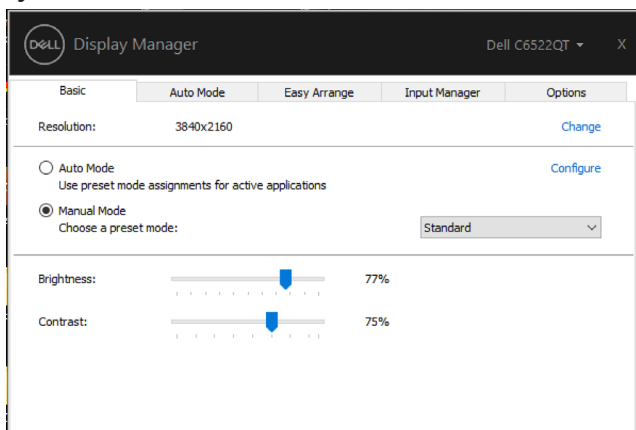 DELL Display Manager Dell C6522QT X
Basic Auto Mode Easy Arrange Input Manager Options
Resolution: 3840x2160 Change
Auto Mode Configure
Use preset mode assignments for active applications
Manual Mode
Choose a preset mode: Standard
Brightness: 77%
Contrast: 75%